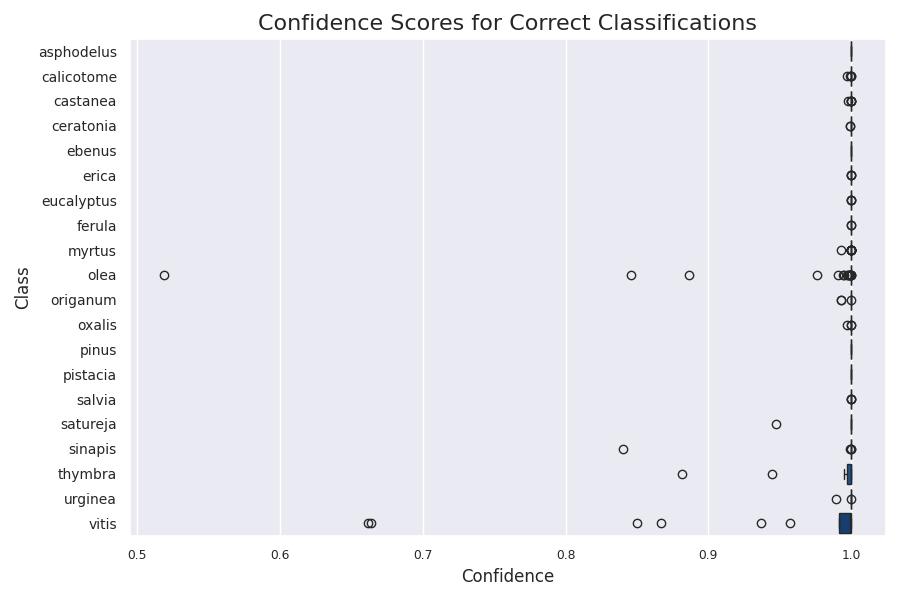 Confidence Scores for Correct Classifications
Class
asphodelus
calicotome
castanea
ceratonia
ebenus
erica
eucalyptus
ferula
myrtus
olea
origanum
oxalis
pinus
pistacia
salvia
satureja
sinapis
thymbra
urginea
vitis
0.5 0.6 0.7 0.8 0.9 1.0
Confidence